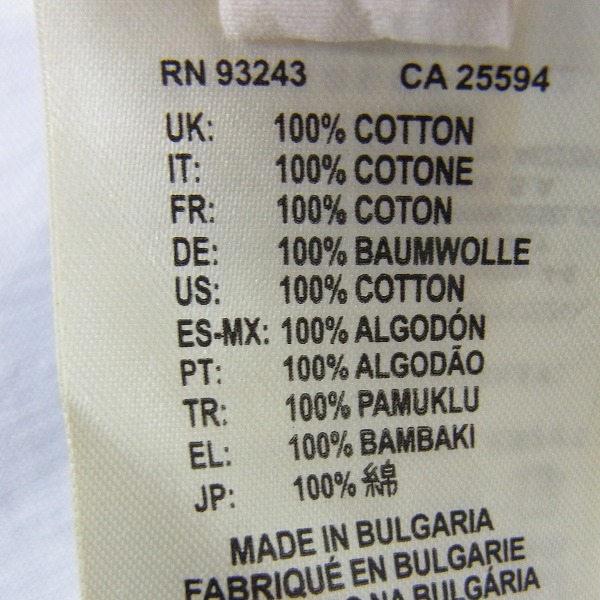 RN 93243 CA 25594
UK: 100% COTTON
IT: 100% COTONE
FR: 100% COTON
DE: 100% BAUMWOLLE
US: 100% COTTON
ES-MX: 100% ALGODÓN
PT: 100% ALGODÃO
TR: 100% PAMUKLU
EL: 100% BAMBAKI
JP: 100% 綿
MADE IN BULGARIA
FABRIQUÉ EN BULGARIE
NA BULGÁRIA